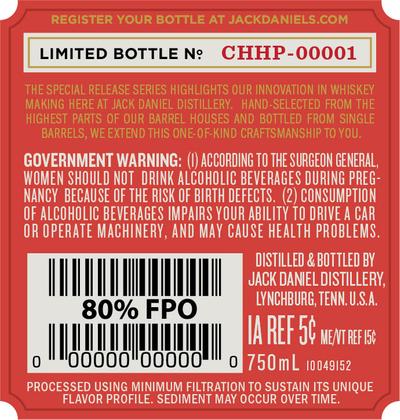 REGISTER YOUR BOTTLE AT JACKDANIELS.COM
LIMITED BOTTLE Nº CHHP-00001
THE SPECIAL RELEASE SERIES HIGHLIGHTS OUR INNOVATION IN WHISKEY
MAKING HERE AT JACK DANIEL DISTILLERY. HAND-SELECTED FROM THE
HIGHEST PARTS OF OUR BARREL HOUSES AND BOTTLED FROM SINGLE
BARRELS, WE EXTEND THIS ONE-OF-KIND CRAFTSMANSHIP TO YOU.
GOVERNMENT WARNING: (1) ACCORDING TO THE SURGEON GENERAL,
WOMEN SHOULD NOT DRINK ALCOHOLIC BEVERAGES DURING PREG-
NANCY BECAUSE OF THE RISK OF BIRTH DEFECTS. (2) CONSUMPTION
OF ALCOHOLIC BEVERAGES IMPAIRS YOUR ABILITY TO DRIVE A CAR
OR OPERATE MACHINERY, AND MAY CAUSE HEALTH PROBLEMS.
80% FPO
0 00000 00000 0
DISTILLED & BOTTLED BY
JACK DANIEL DISTILLERY,
LYNCHBURG, TENN. U.S.A.
IA REF 5¢ ME/VT REF 15¢
750mL 10049152
PROCESSED USING MINIMUM FILTRATION TO SUSTAIN ITS UNIQUE
FLAVOR PROFILE. SEDIMENT MAY OCCUR OVER TIME.